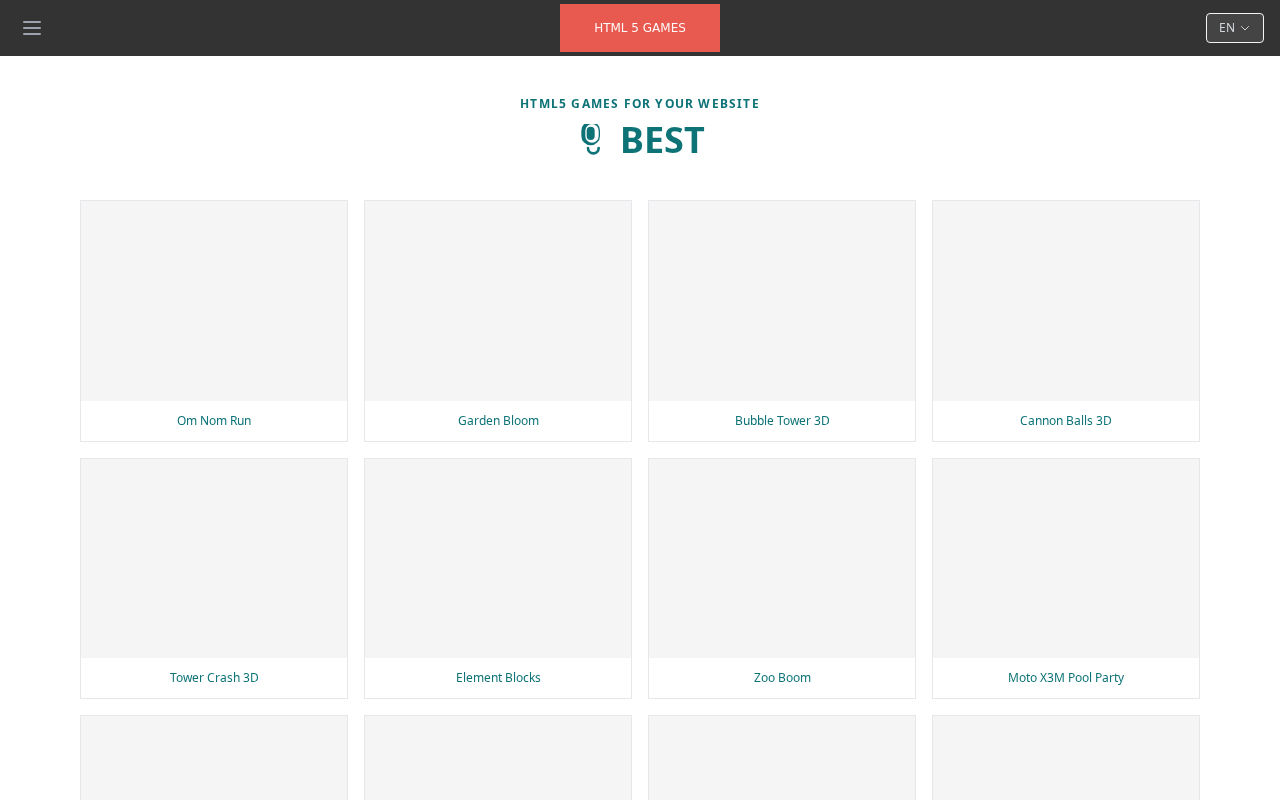 HTML 5 GAMES
EN
HTML5 GAMES FOR YOUR WEBSITE
BEST
Om Nom Run
Garden Bloom
Bubble Tower 3D
Cannon Balls 3D
Tower Crash 3D
Element Blocks
Zoo Boom
Moto X3M Pool Party